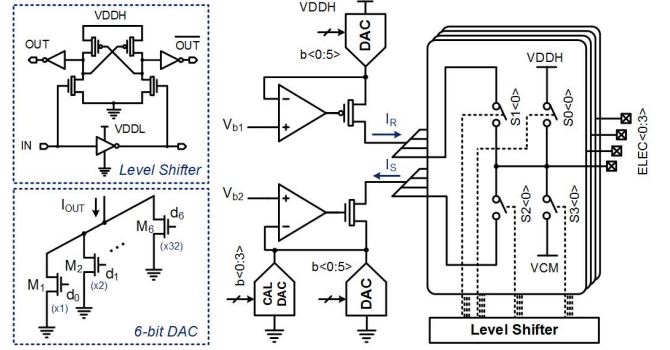 VDDH
OUT
OUT
VDDL
IN
Level Shifter
I_OUT
M1
d0
(x1)
M2
d1
(x2)
...
M6
d6
(x32)
6-bit DAC
VDDH
DAC
b<0:5>
Vb1
IR
Vb2
IS
b<0:3>
CAL DAC
b<0:5>
DAC
VDDH
S1<0>
S0<0>
S2<0>
S3<0>
VCM
ELEC<0:3>
Level Shifter